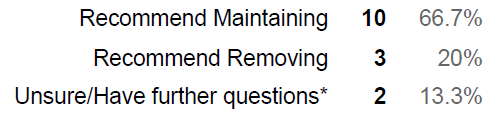 Recommend Maintaining 10 66.7%
Recommend Removing 3 20%
Unsure/Have further questions* 2 13.3%